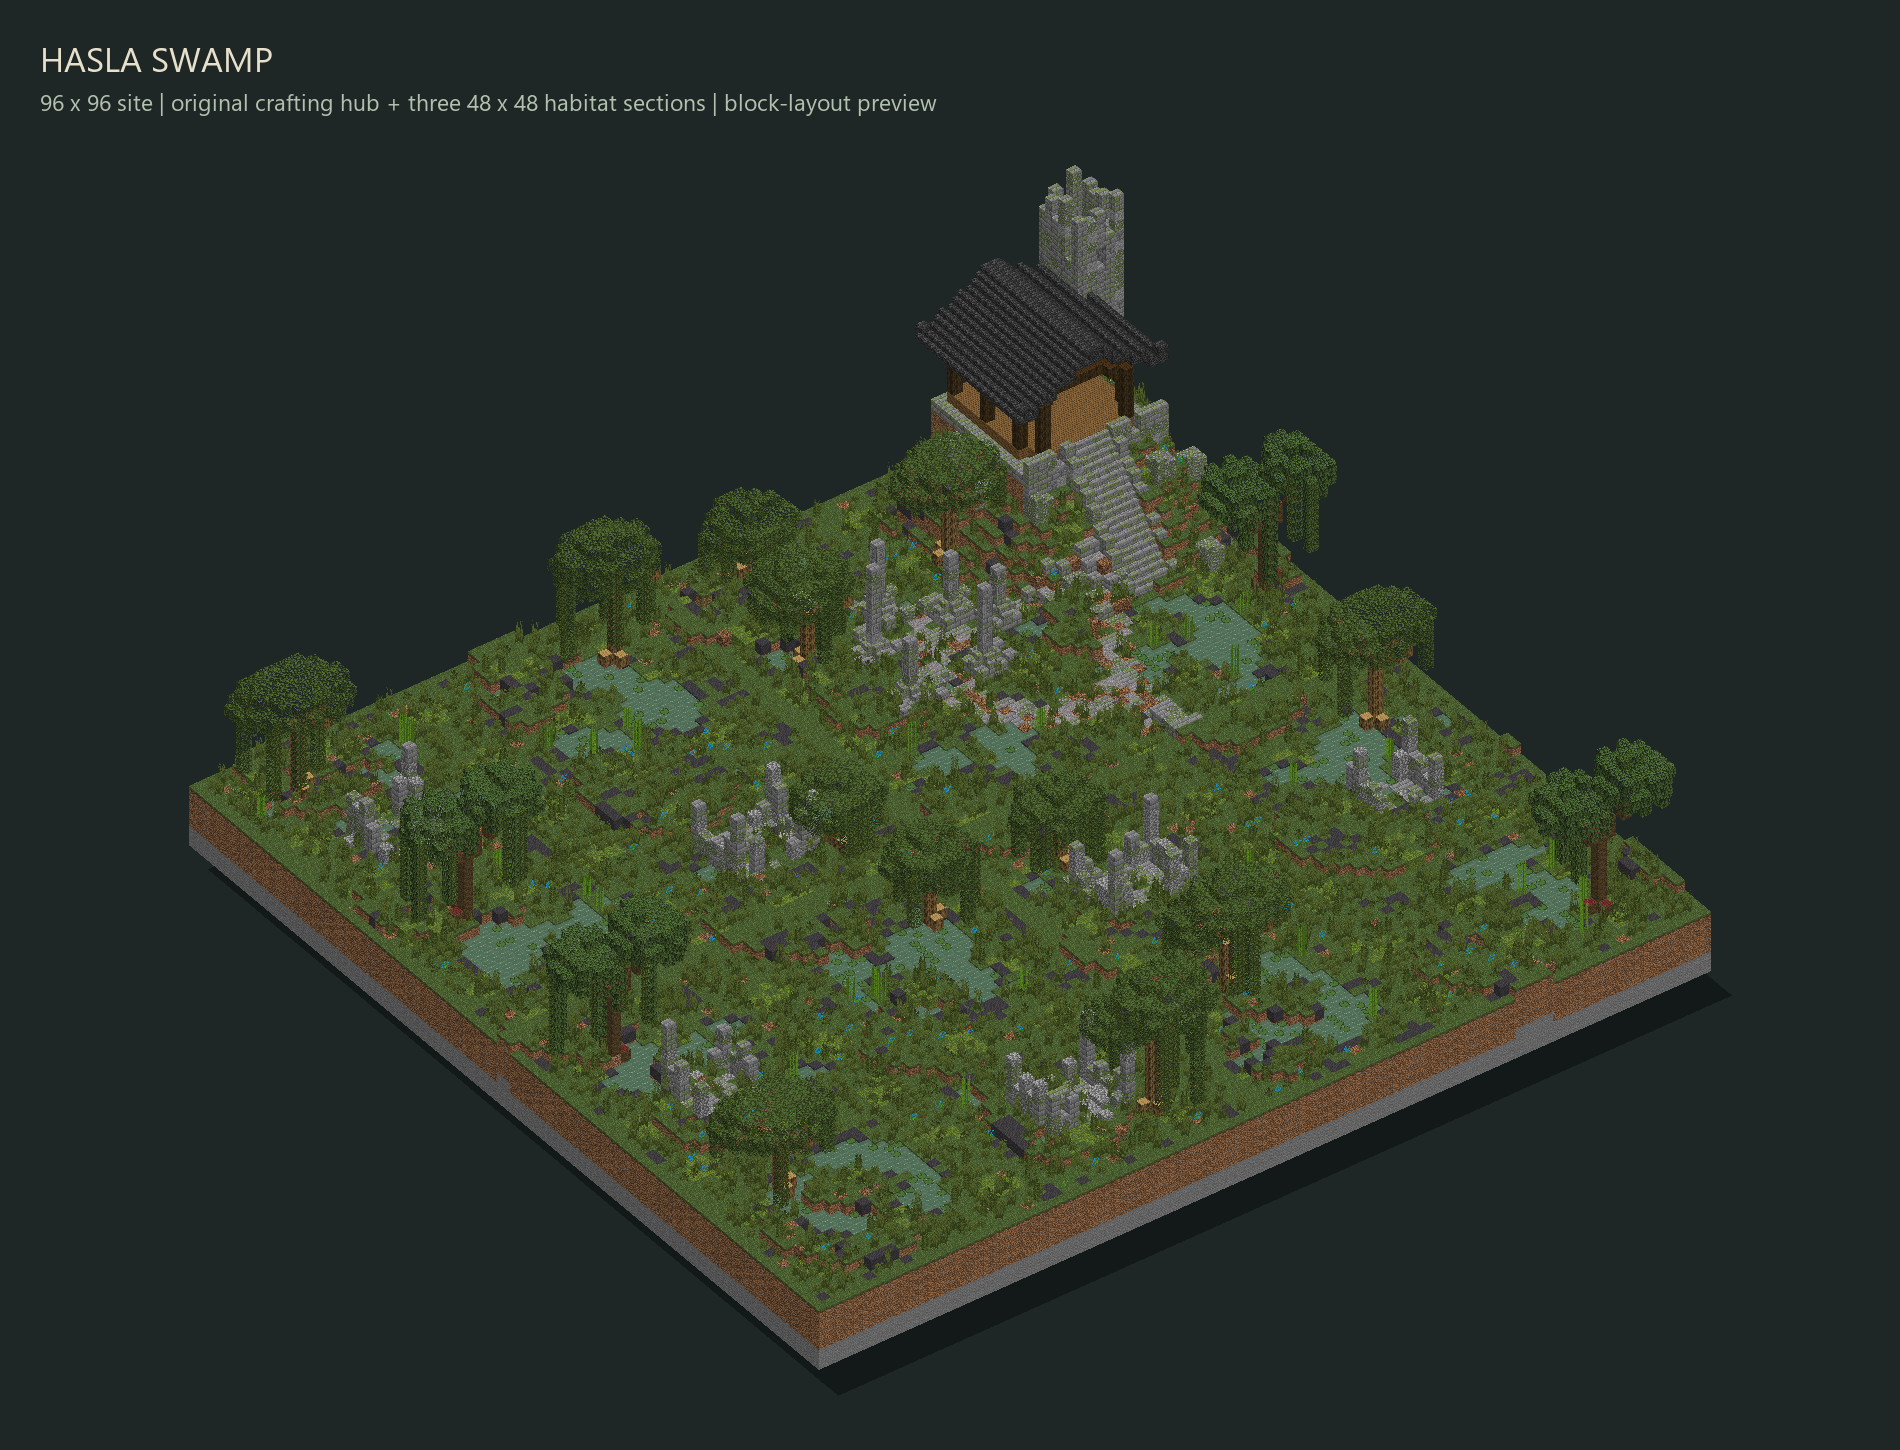 HASLA SWAMP
96 x 96 site | original crafting hub + three 48 x 48 habitat sections | block-layout preview